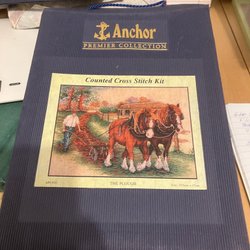 Anchor
PREMIER COLLECTION
Counted Cross Stitch Kit
THE PLOUGH